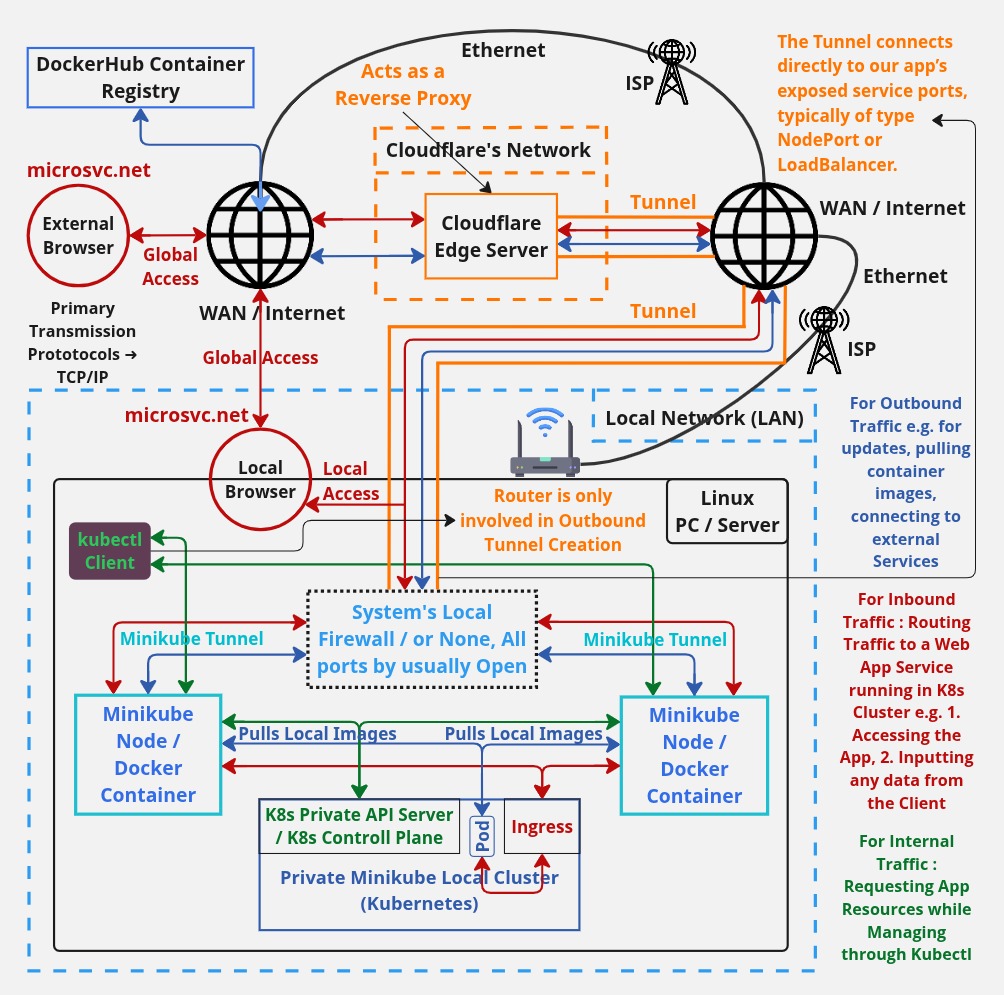 DockerHub Container
Registry
Ethernet
ISP
Acts as a
Reverse Proxy
The Tunnel connects
directly to our app's
exposed service ports,
typically of type
NodePort or
LoadBalancer.
Cloudflare's Network
microsvc.net
External
Browser
Global
Access
Cloudflare
Edge Server
Tunnel
WAN / Internet
Ethernet
Primary
Transmission
Prototocols →
TCP/IP
WAN / Internet
Tunnel
ISP
Global Access
microsvc.net
Local Network (LAN)
Local
Browser
Local
Access
Router is only
involved in Outbound
Tunnel Creation
Linux
PC / Server
For Outbound
Traffic e.g. for
updates, pulling
container
images,
connecting to
external
Services
kubectl
Client
System's Local
Firewall / or None, All
ports by usually Open
Minikube Tunnel
Minikube Tunnel
For Inbound
Traffic : Routing
Traffic to a Web
App Service
running in K8s
Cluster e.g. 1.
Accessing the
App, 2. Inputting
any data from
the Client
Minikube
Node /
Docker
Container
Pulls Local Images
Pulls Local Images
Minikube
Node /
Docker
Container
K8s Private API Server
/ K8s Controll Plane
Pod
Ingress
Private Minikube Local Cluster
(Kubernetes)
For Internal
Traffic :
Requesting App
Resources while
Managing
through Kubectl